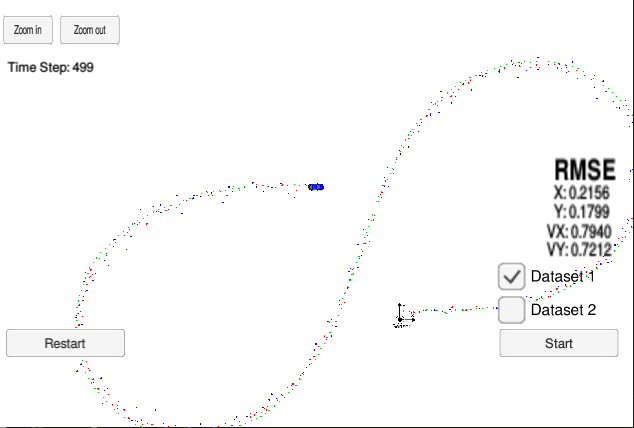 Zoom in
Zoom out
Time Step: 499
RMSE
X: 0.2156
Y: 0.1799
VX: 0.7940
VY: 0.7212
Dataset 1
Dataset 2
Restart
Start